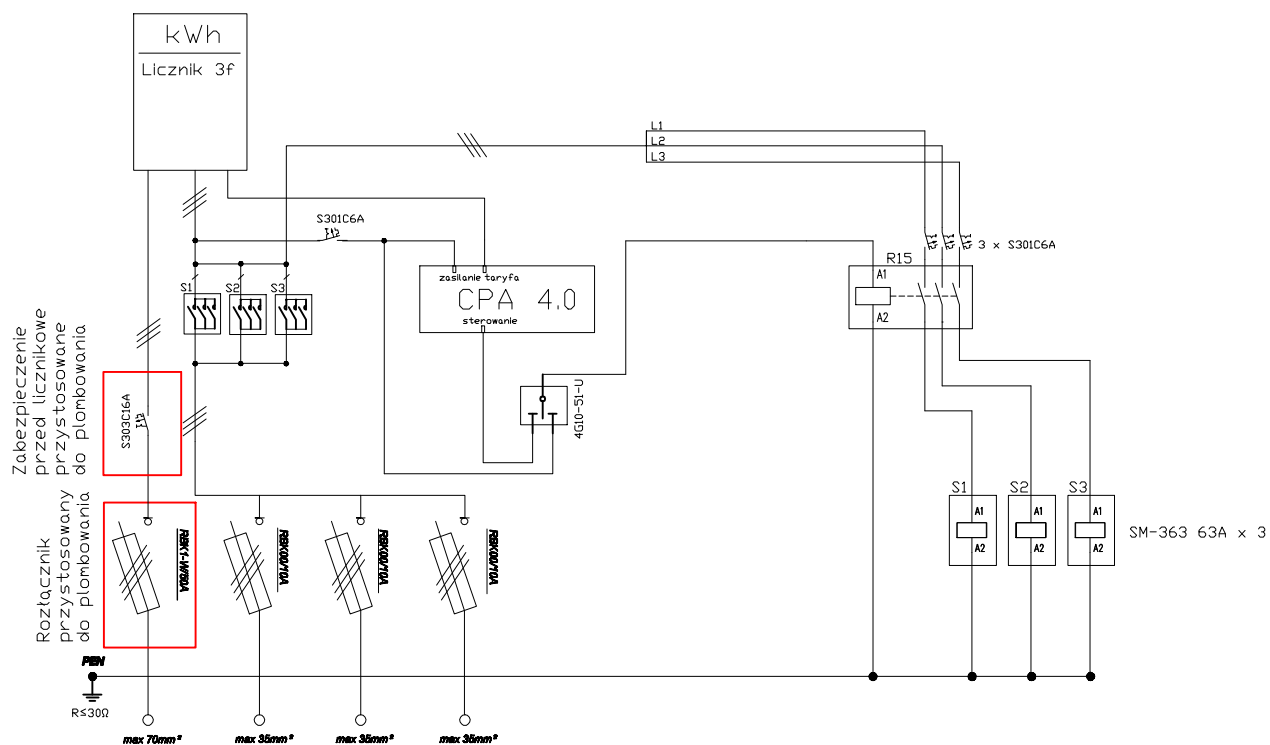 kWh
Licznik 3f
L1
L2
L3
S301C6A
3 x S301C6A
R15
A1
A2
zasilanie taryfa
CPA 4.0
sterowanie
S1
S2
S3
4G10-51-U
Zabezpieczenie
przed licznikowe
przystosowane
do plombowania
S303C16A
Rozłącznik
przystosowany
do plombowania
S1
S2
S3
A1
A1
A1
A2
A2
A2
SM-363 63A x 3
PEN
R≤30Ω
max 70mm²
max 35mm²
max 35mm²
max 35mm²